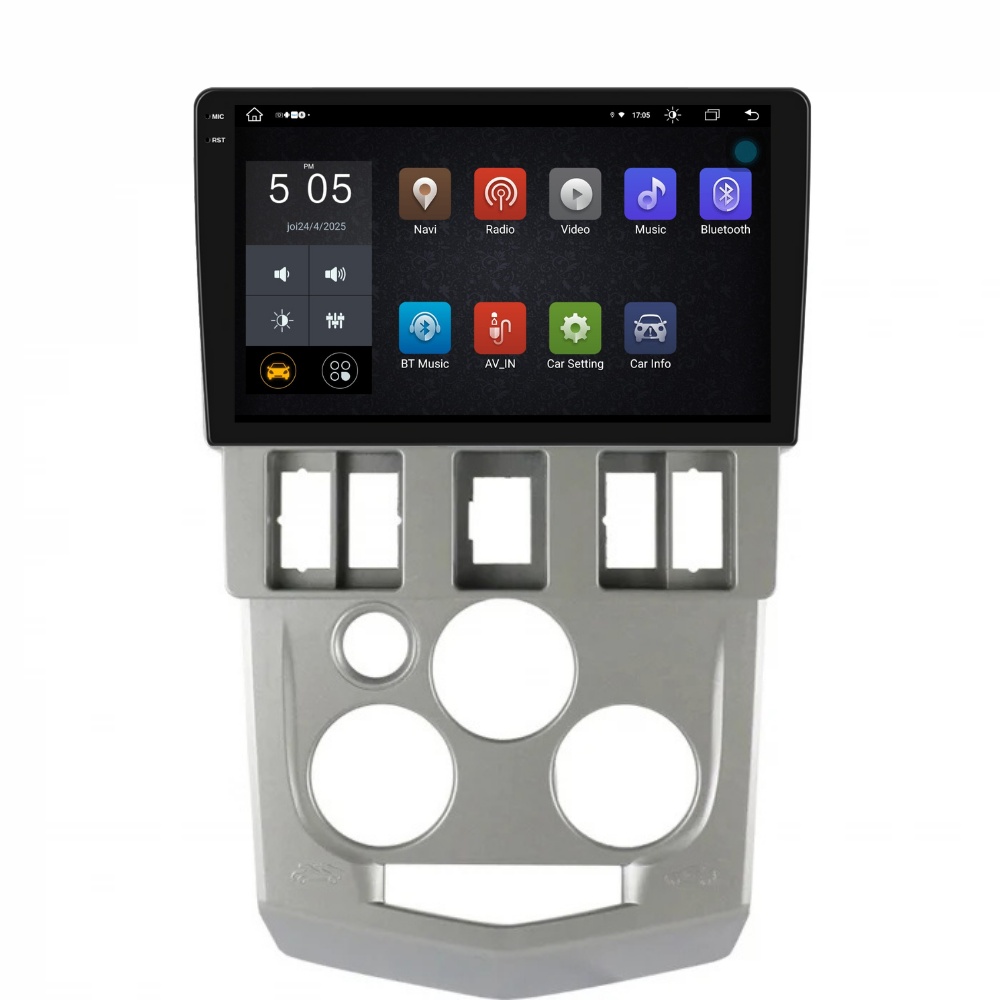 MIC
RST
17:05
PM
5 05
joi24/4/2025
Navi
Radio
Video
Music
Bluetooth
BT Music
AV_IN
Car Setting
Car Info